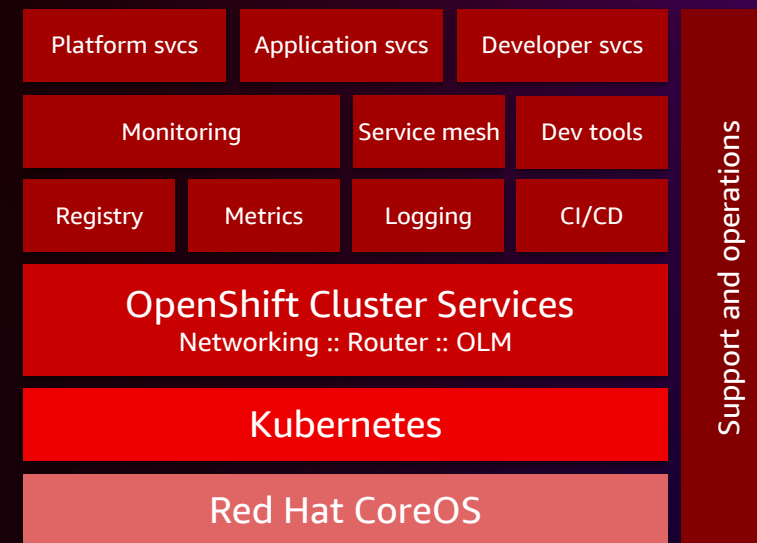 Platform svcs
Application svcs
Developer svcs
Monitoring
Service mesh
Dev tools
Registry
Metrics
Logging
CI/CD
OpenShift Cluster Services
Networking :: Router :: OLM
Kubernetes
Red Hat CoreOS
Support and operations